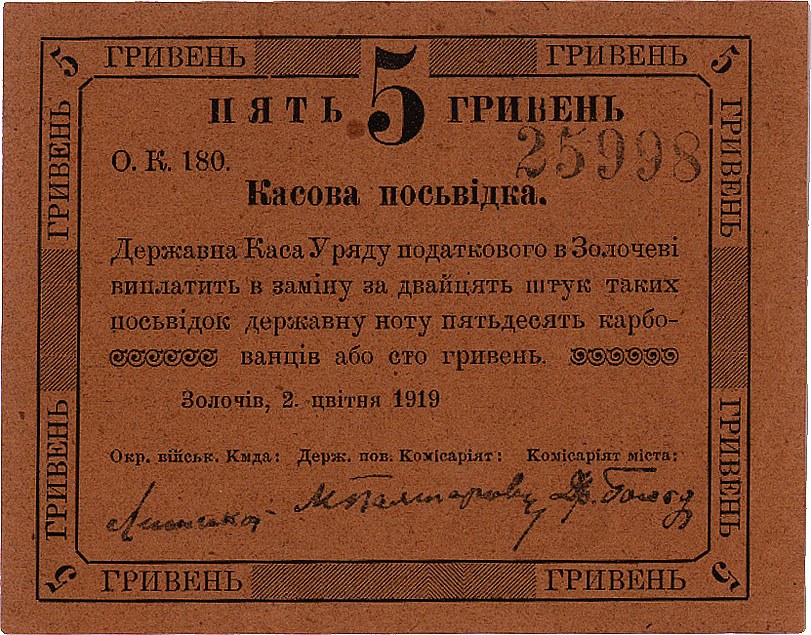 5 ГРИВЕНЬ 5 ГРИВЕНЬ 5
ПЯТЬ ГРИВЕНЬ
О. К. 180.
25998
Касова посьвідка.
Державна Каса Уряду податкового в Золочеві
виплатить в заміну за двайцять штук таких
посьвідок державну ноту пятьдесять карбо-
ванців або сто гривень.
Золочів, 2. цвітня 1919
Окр. військ. Кмда: Держ. пов. Комісаріят: Комісаріят міста:
ГРИВЕНЬ
ГРИВЕНЬ
ГРИВЕНЬ
ГРИВЕНЬ
5 ГРИВЕНЬ ГРИВЕНЬ 5